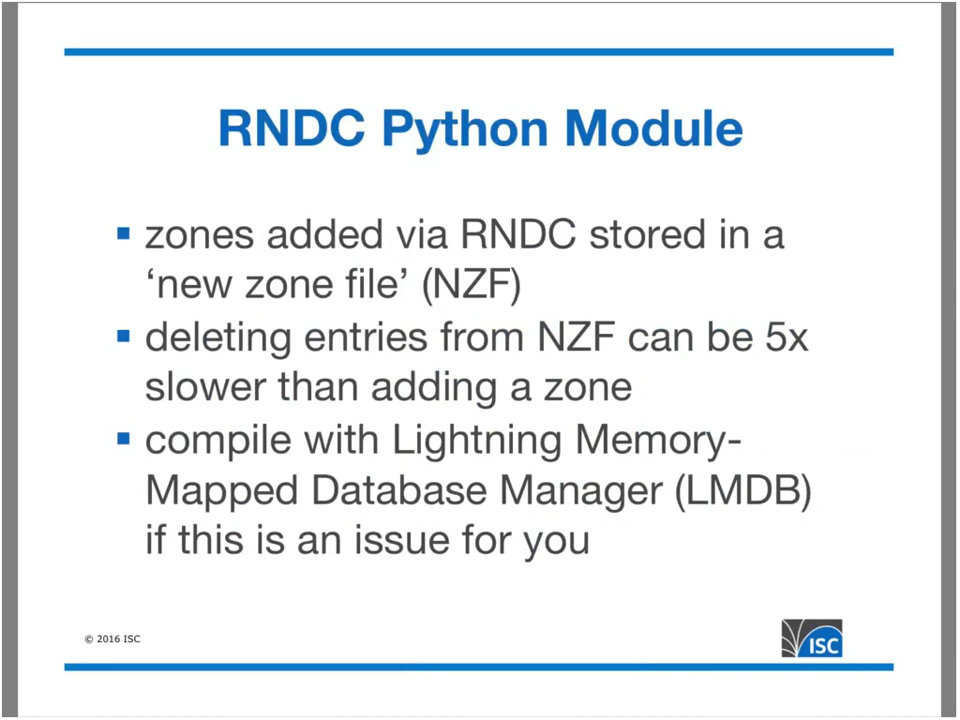 RNDC Python Module
▪ zones added via RNDC stored in a
‘new zone file’ (NZF)
▪ deleting entries from NZF can be 5x
slower than adding a zone
▪ compile with Lightning Memory-
Mapped Database Manager (LMDB)
if this is an issue for you
© 2016 ISC
ISC